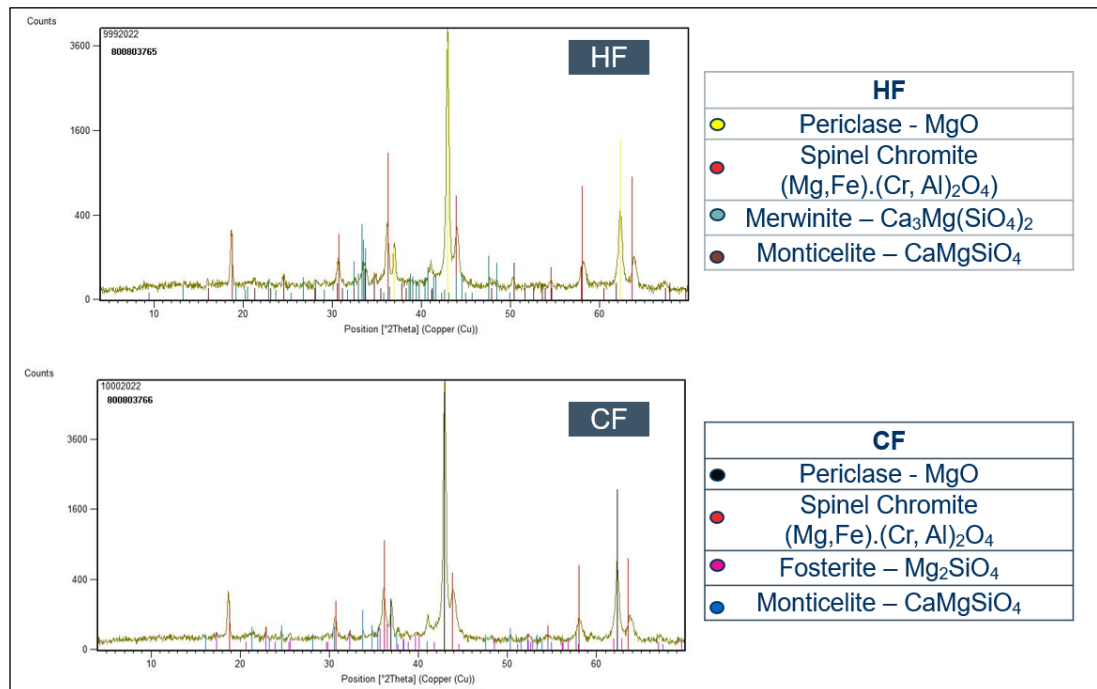 Counts
9992022
800803765
HF
3600
1600
400
0
10 20 30 40 50 60
Position [°2Theta] (Copper (Cu))
HF
Periclase - MgO
Spinel Chromite
(Mg,Fe).(Cr, Al)₂O₄)
Merwinite – Ca₃Mg(SiO₄)₂
Monticelite – CaMgSiO₄
Counts
10002022
800803766
CF
3600
1600
400
0
10 20 30 40 50 60
Position [°2Theta] (Copper (Cu))
CF
Periclase - MgO
Spinel Chromite
(Mg,Fe).(Cr, Al)₂O₄
Fosterite – Mg₂SiO₄
Monticelite – CaMgSiO₄